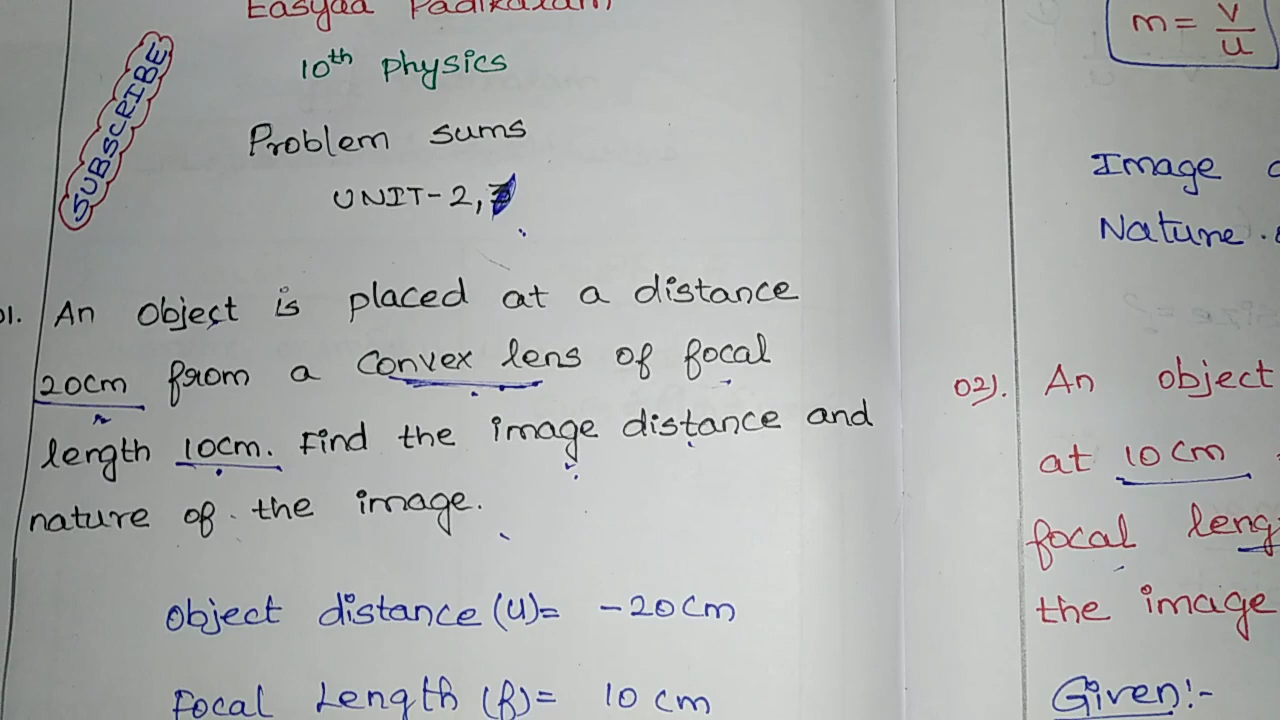 Easyaa Padikalam
10th physics
SUBSCRIBE
Problem sums
UNIT-2,
01. An object is placed at a distance
20cm from a convex lens of focal
length 10cm. Find the image distance and
nature of the image.
object distance (u)= -20cm
Focal Length (f)= 10 cm
m= v/u
Image
Nature.
02). An object
at 10 cm
focal leng
the image
Given:-